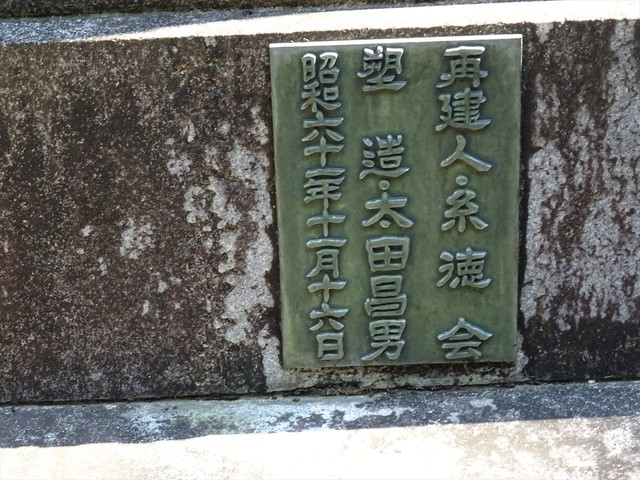 再建人・糸徳会
塑造・太田昌男
昭和六十一年十一月十六日